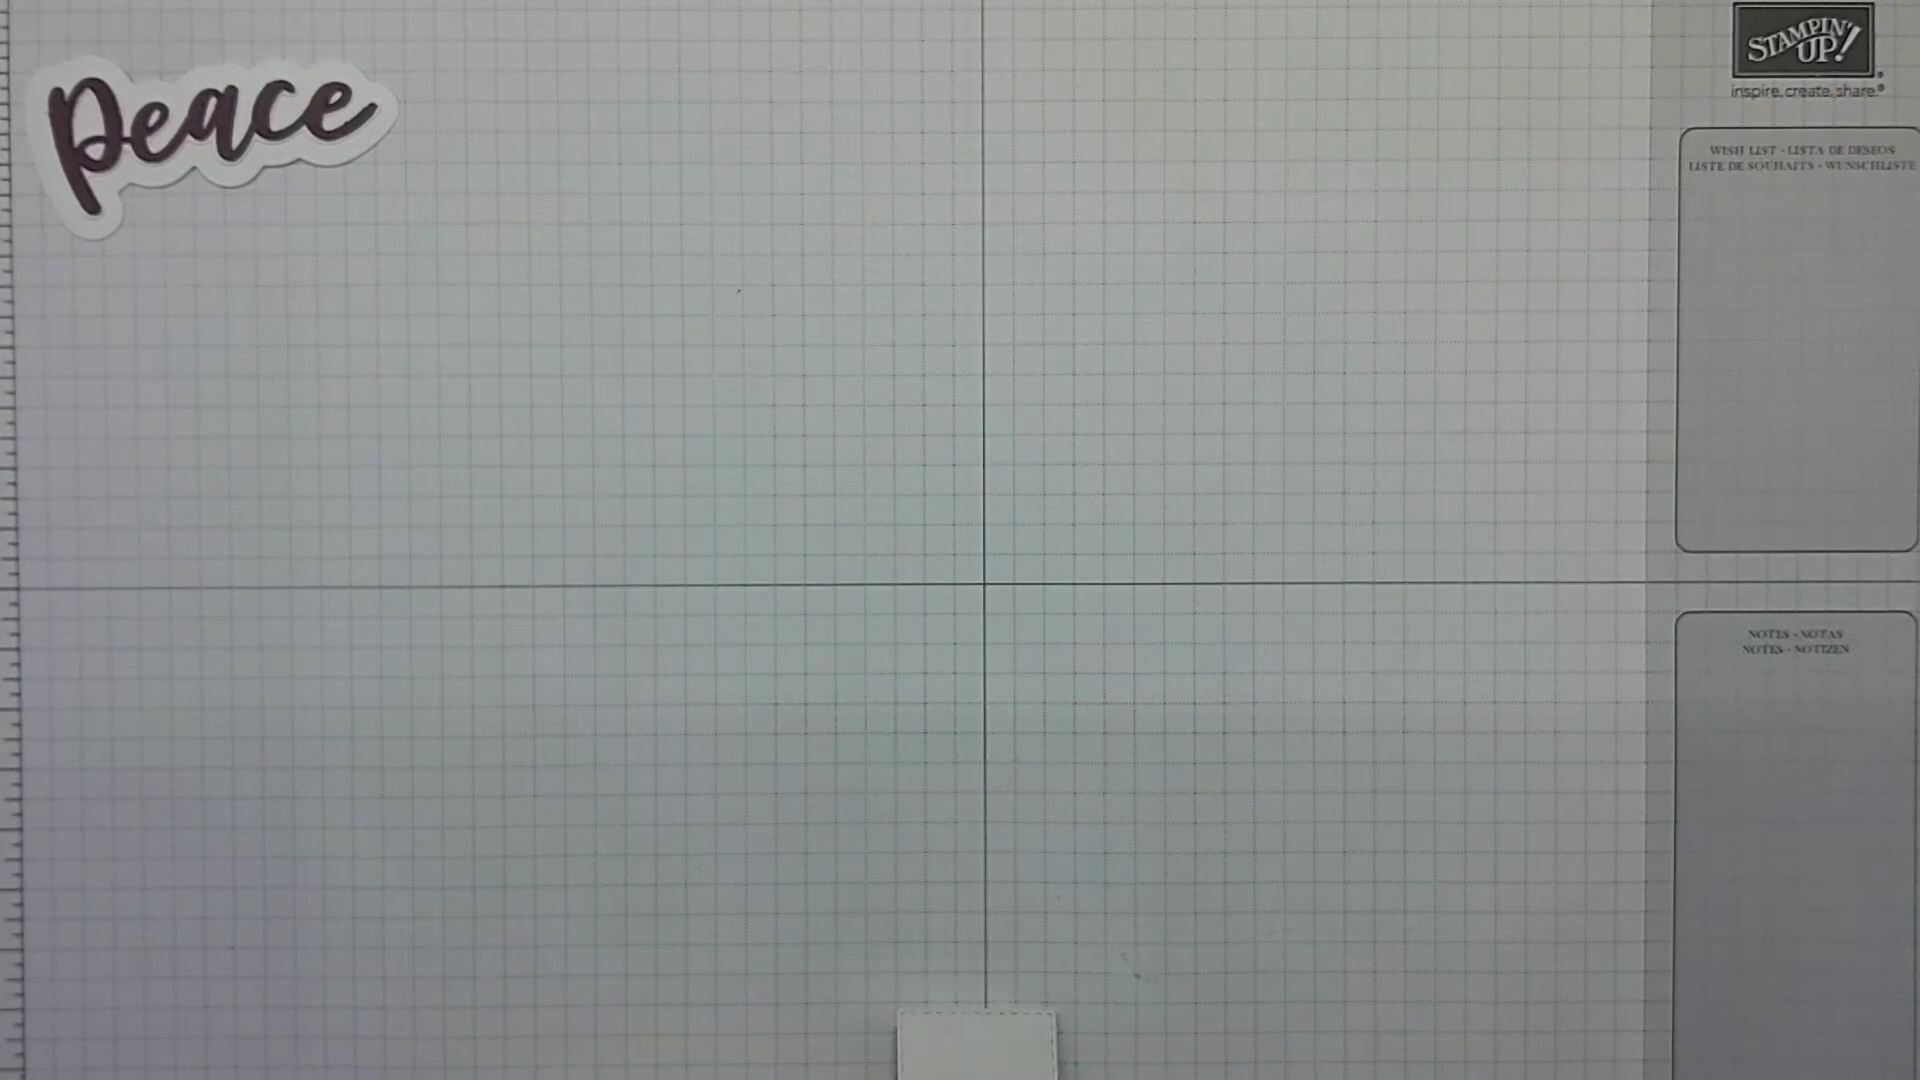 peace
STAMPIN'
UP!
inspire. create. share.®
WISH LIST - LISTA DE DESEOS
LISTE DE SOUHAITS - WUNSCHLISTE
NOTES - NOTAS
NOTES - NOTIZEN